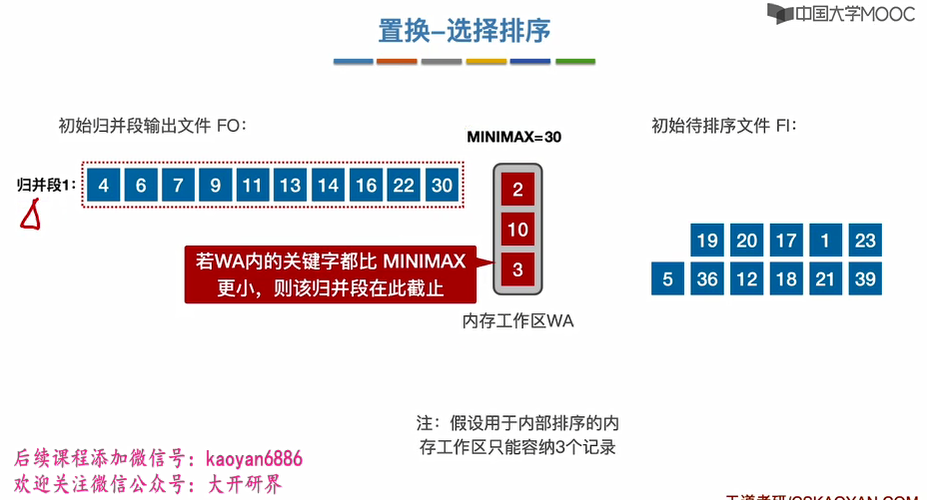 中国大学MOOC
置换-选择排序
初始归并段输出文件 FO：
MINIMAX=30
初始待排序文件 FI：
归并段1：
4 6 7 9 11 13 14 16 22 30
2
10
3
19 20 17 1 23
5 36 12 18 21 39
若WA内的关键字都比 MINIMAX
更小，则该归并段在此截止
内存工作区WA
注：假设用于内部排序的内
存工作区只能容纳3个记录
后续课程添加微信号：kaoyan6886
欢迎关注微信公众号：大开研界
王道考研/CSKAOYAN.COM